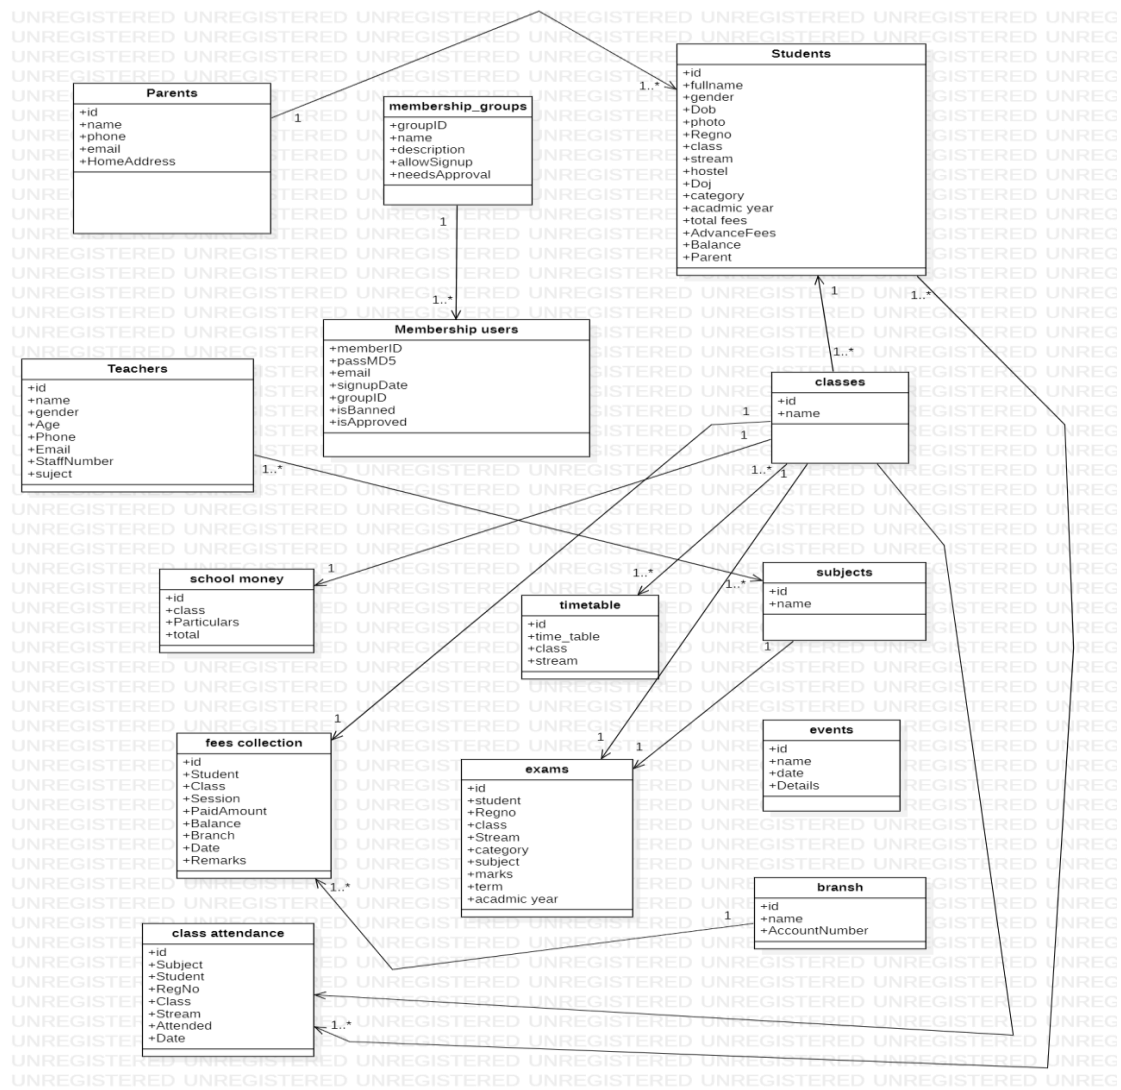 UNREGISTERED UNREGISTERED UNREGISTERED UNREGISTERED UNREGISTERED UNREGISTERED UNREG
Students
+id
+fullname
+gender
+Dob
+photo
+Regno
+class
+stream
+hostel
+Doj
+category
+acadmic year
+total fees
+AdvanceFees
+Balance
+Parent
Parents
+id
+name
+phone
+email
+HomeAddress
1
1..*
membership_groups
+groupID
+name
+description
+allowSignup
+needsApproval
1
1..*
Membership users
+memberID
+passMD5
+email
+signupDate
+groupID
+isBanned
+isApproved
1
1..*
1..*
Teachers
+id
+name
+gender
+Age
+Phone
+Email
+StaffNumber
+suject
1..*
classes
+id
+name
1
1
1..*
1
school money
+id
+class
+Particulars
+total
1
timetable
+id
+time_table
+class
+stream
1..*
subjects
+id
+name
1..*
1
fees collection
+id
+Student
+Class
+Session
+PaidAmount
+Balance
+Branch
+Date
+Remarks
1
1..*
exams
+id
+student
+Regno
+class
+Stream
+category
+subject
+marks
+term
+acadmic year
1
1
events
+id
+name
+date
+Details
bransh
+id
+name
+AccountNumber
1
class attendance
+id
+Subject
+Student
+RegNo
+Class
+Stream
+Attended
+Date
1..*